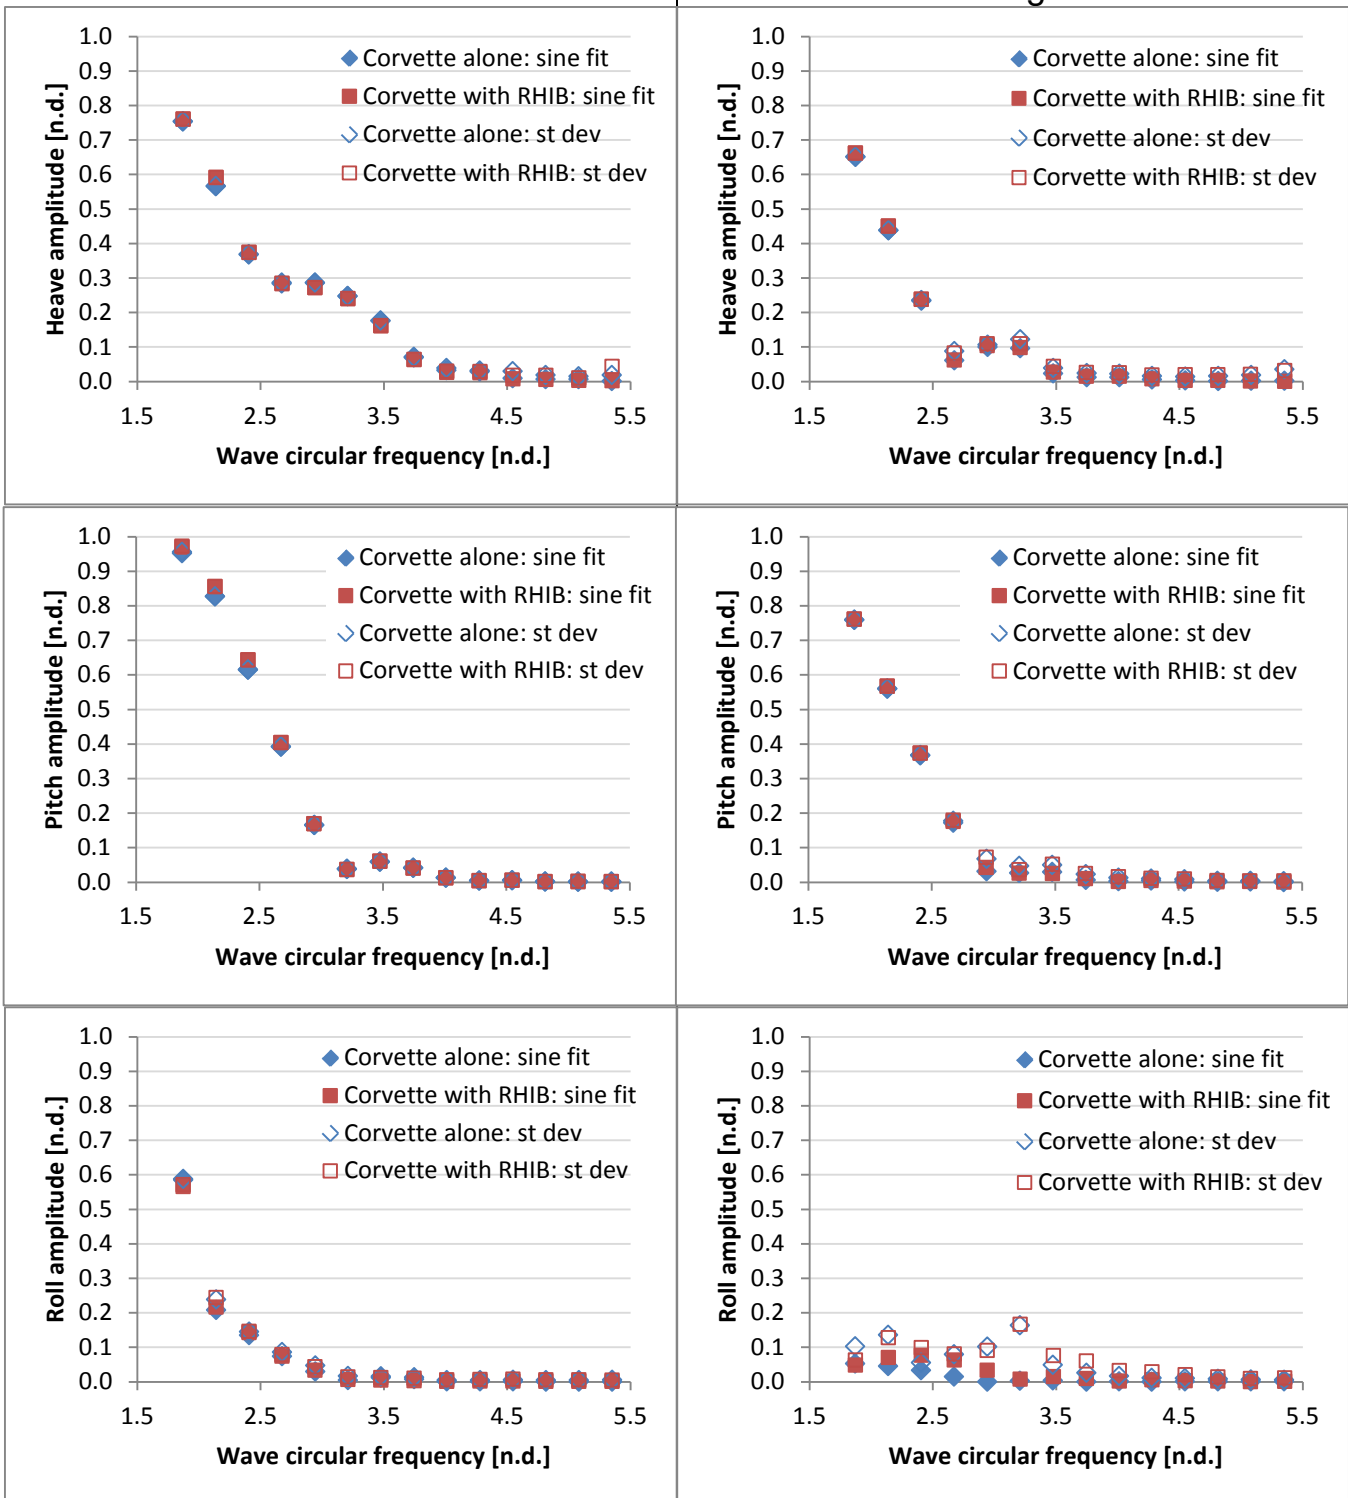 1.0
0.9
0.8
0.7
0.6
0.5
0.4
0.3
0.2
0.1
0.0
Heave amplitude [n.d.]
Corvette alone: sine fit
Corvette with RHIB: sine fit
Corvette alone: st dev
Corvette with RHIB: st dev
1.5 2.5 3.5 4.5 5.5
Wave circular frequency [n.d.]
1.0
0.9
0.8
0.7
0.6
0.5
0.4
0.3
0.2
0.1
0.0
Heave amplitude [n.d.]
Corvette alone: sine fit
Corvette with RHIB: sine fit
Corvette alone: st dev
Corvette with RHIB: st dev
1.5 2.5 3.5 4.5 5.5
Wave circular frequency [n.d.]
1.0
0.9
0.8
0.7
0.6
0.5
0.4
0.3
0.2
0.1
0.0
Pitch amplitude [n.d.]
Corvette alone: sine fit
Corvette with RHIB: sine fit
Corvette alone: st dev
Corvette with RHIB: st dev
1.5 2.5 3.5 4.5 5.5
Wave circular frequency [n.d.]
1.0
0.9
0.8
0.7
0.6
0.5
0.4
0.3
0.2
0.1
0.0
Pitch amplitude [n.d.]
Corvette alone: sine fit
Corvette with RHIB: sine fit
Corvette alone: st dev
Corvette with RHIB: st dev
1.5 2.5 3.5 4.5 5.5
Wave circular frequency [n.d.]
1.0
0.9
0.8
0.7
0.6
0.5
0.4
0.3
0.2
0.1
0.0
Roll amplitude [n.d.]
Corvette alone: sine fit
Corvette with RHIB: sine fit
Corvette alone: st dev
Corvette with RHIB: st dev
1.5 2.5 3.5 4.5 5.5
Wave circular frequency [n.d.]
1.0
0.9
0.8
0.7
0.6
0.5
0.4
0.3
0.2
0.1
0.0
Roll amplitude [n.d.]
Corvette alone: sine fit
Corvette with RHIB: sine fit
Corvette alone: st dev
Corvette with RHIB: st dev
1.5 2.5 3.5 4.5 5.5
Wave circular frequency [n.d.]